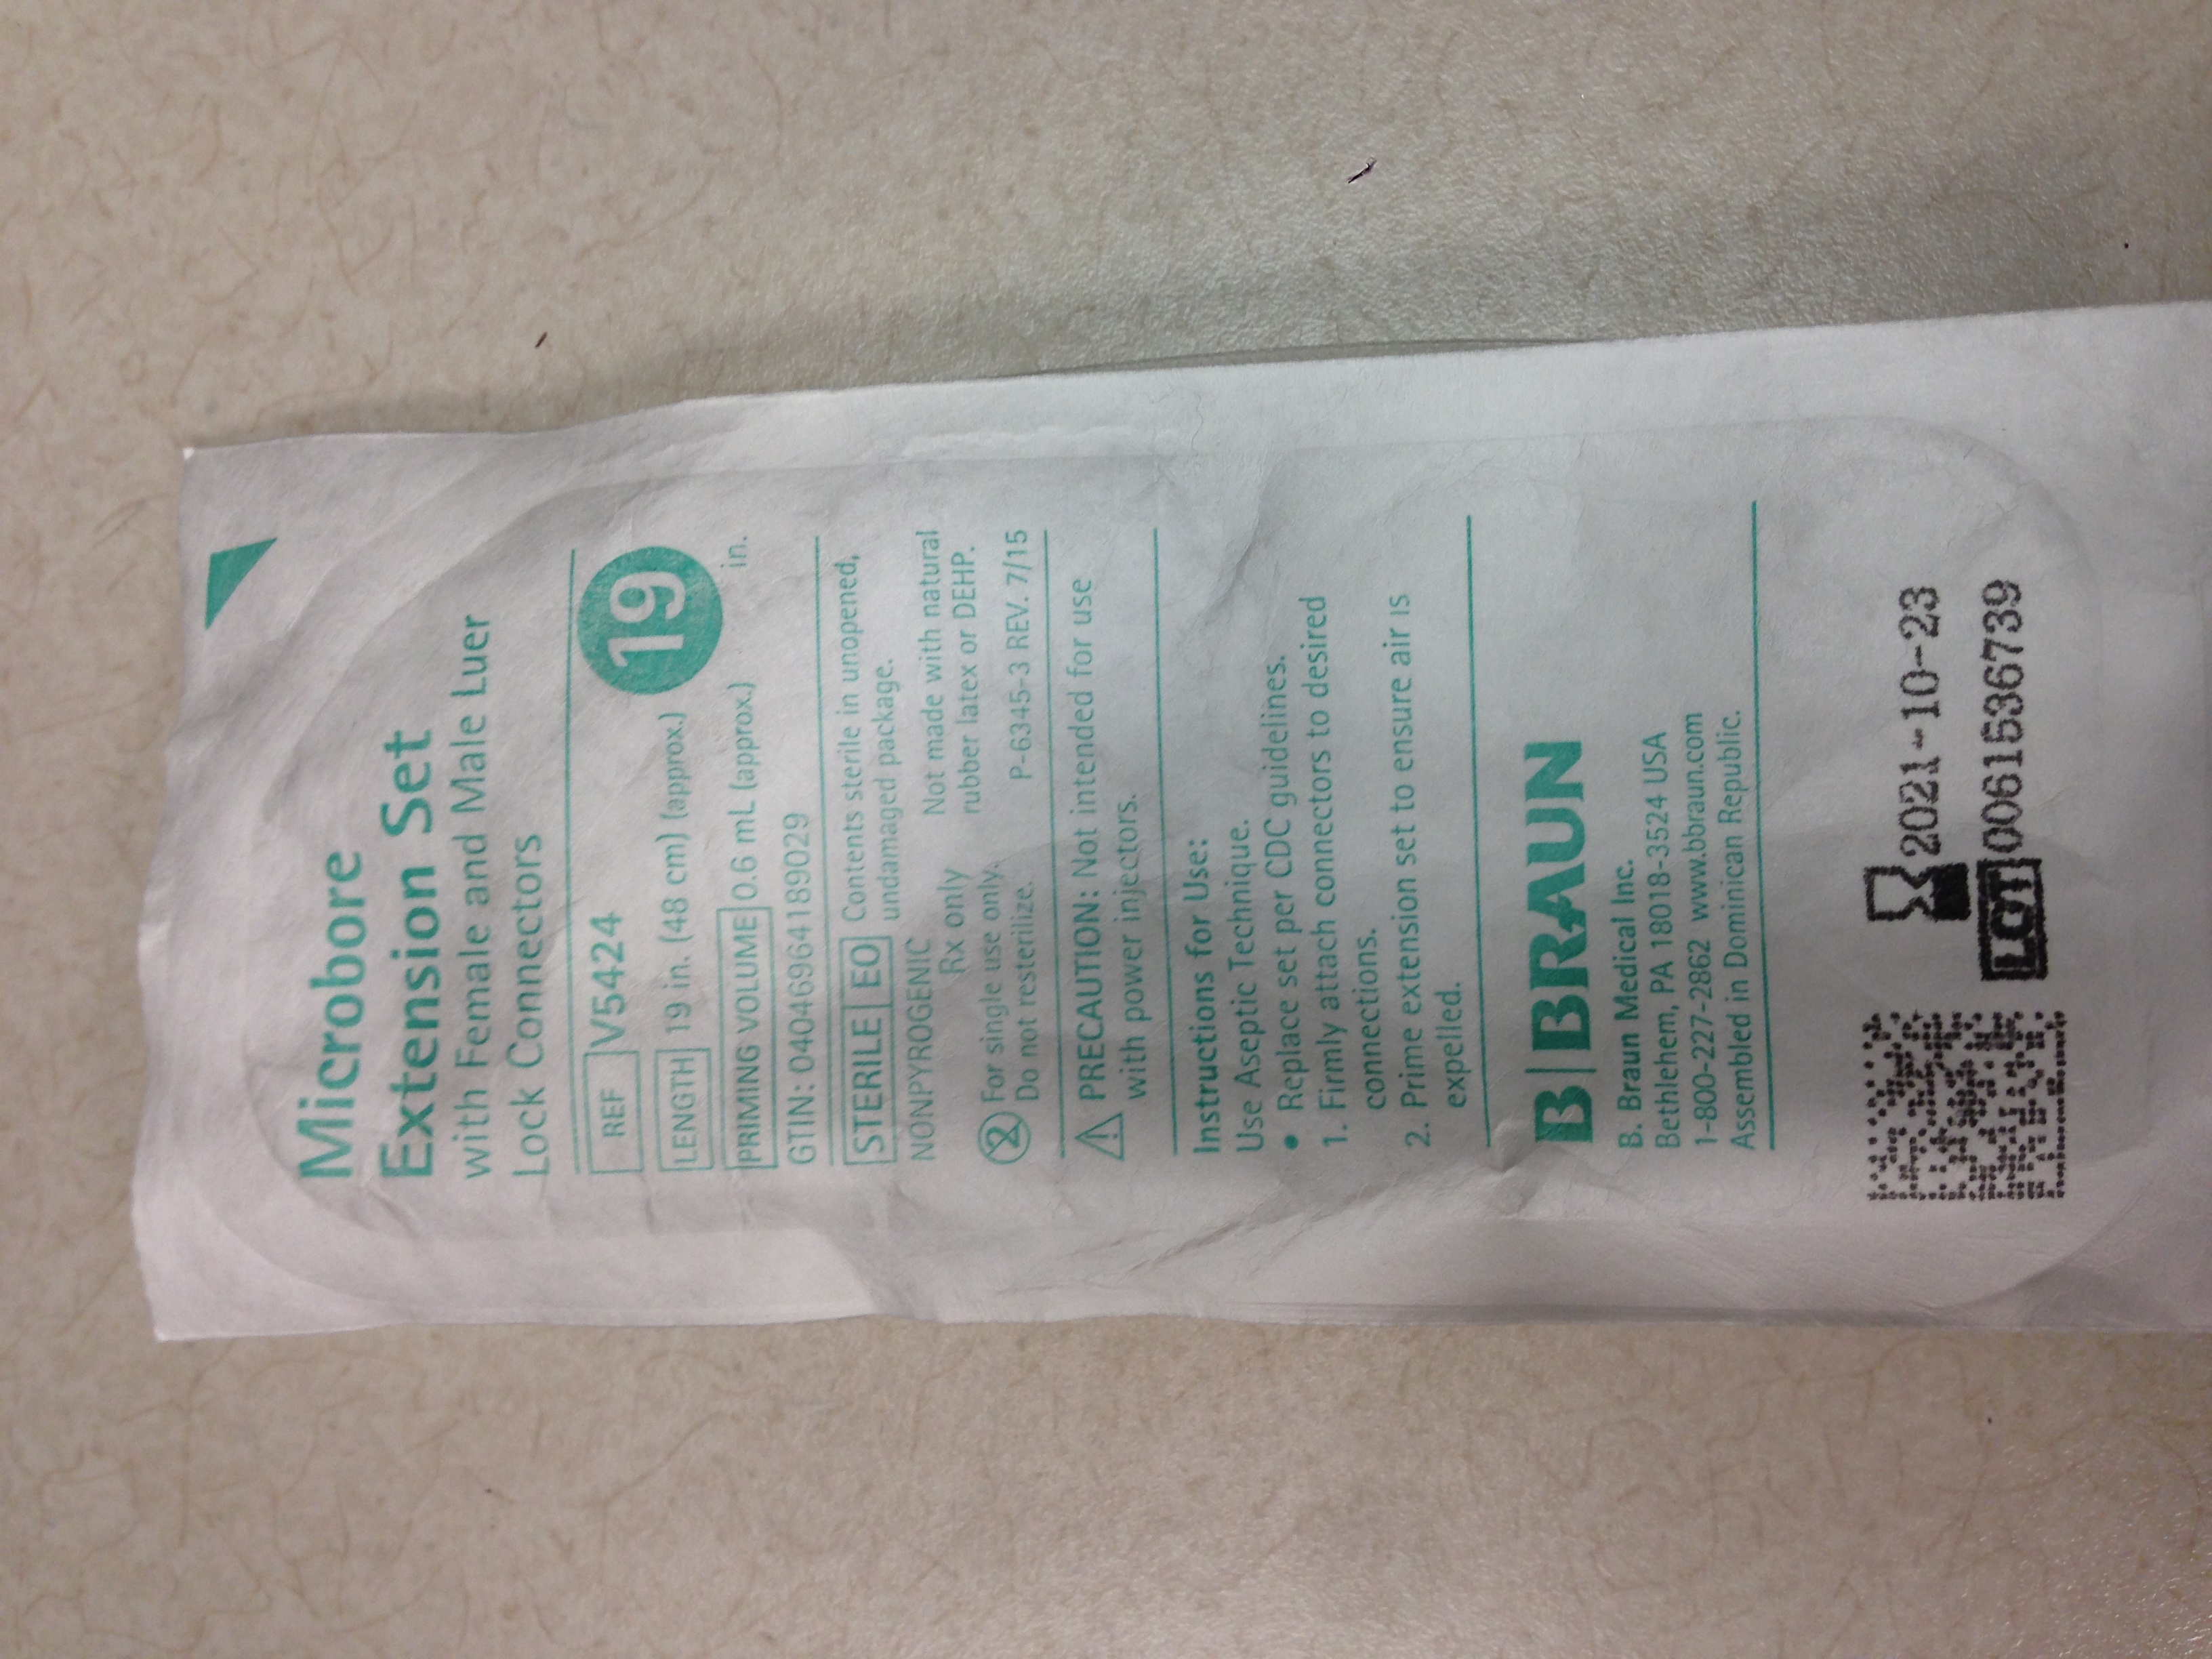 Microbore
Extension Set
with Female and Male Luer
Lock Connectors
REF V5424
LENGTH 19 in. (48 cm) (approx.)
19
in.
PRIMING VOLUME 0.6 mL (approx.)
GTIN: 04046964189029
STERILE EO Contents sterile in unopened,
undamaged package.
NONPYROGENIC
Rx only
Not made with natural
rubber latex or DEHP.
2 For single use only.
Do not resterilize.
P-6345-3 REV. 7/15
PRECAUTION: Not intended for use
with power injectors.
Instructions for Use:
Use Aseptic Technique.
• Replace set per CDC guidelines.
1. Firmly attach connectors to desired
connections.
2. Prime extension set to ensure air is
expelled.
B|BRAUN
B. Braun Medical Inc.
Bethlehem, PA 18018-3524 USA
1-800-227-2862 www.bbraun.com
Assembled in Dominican Republic.
2021-10-23
LOT 0061536739